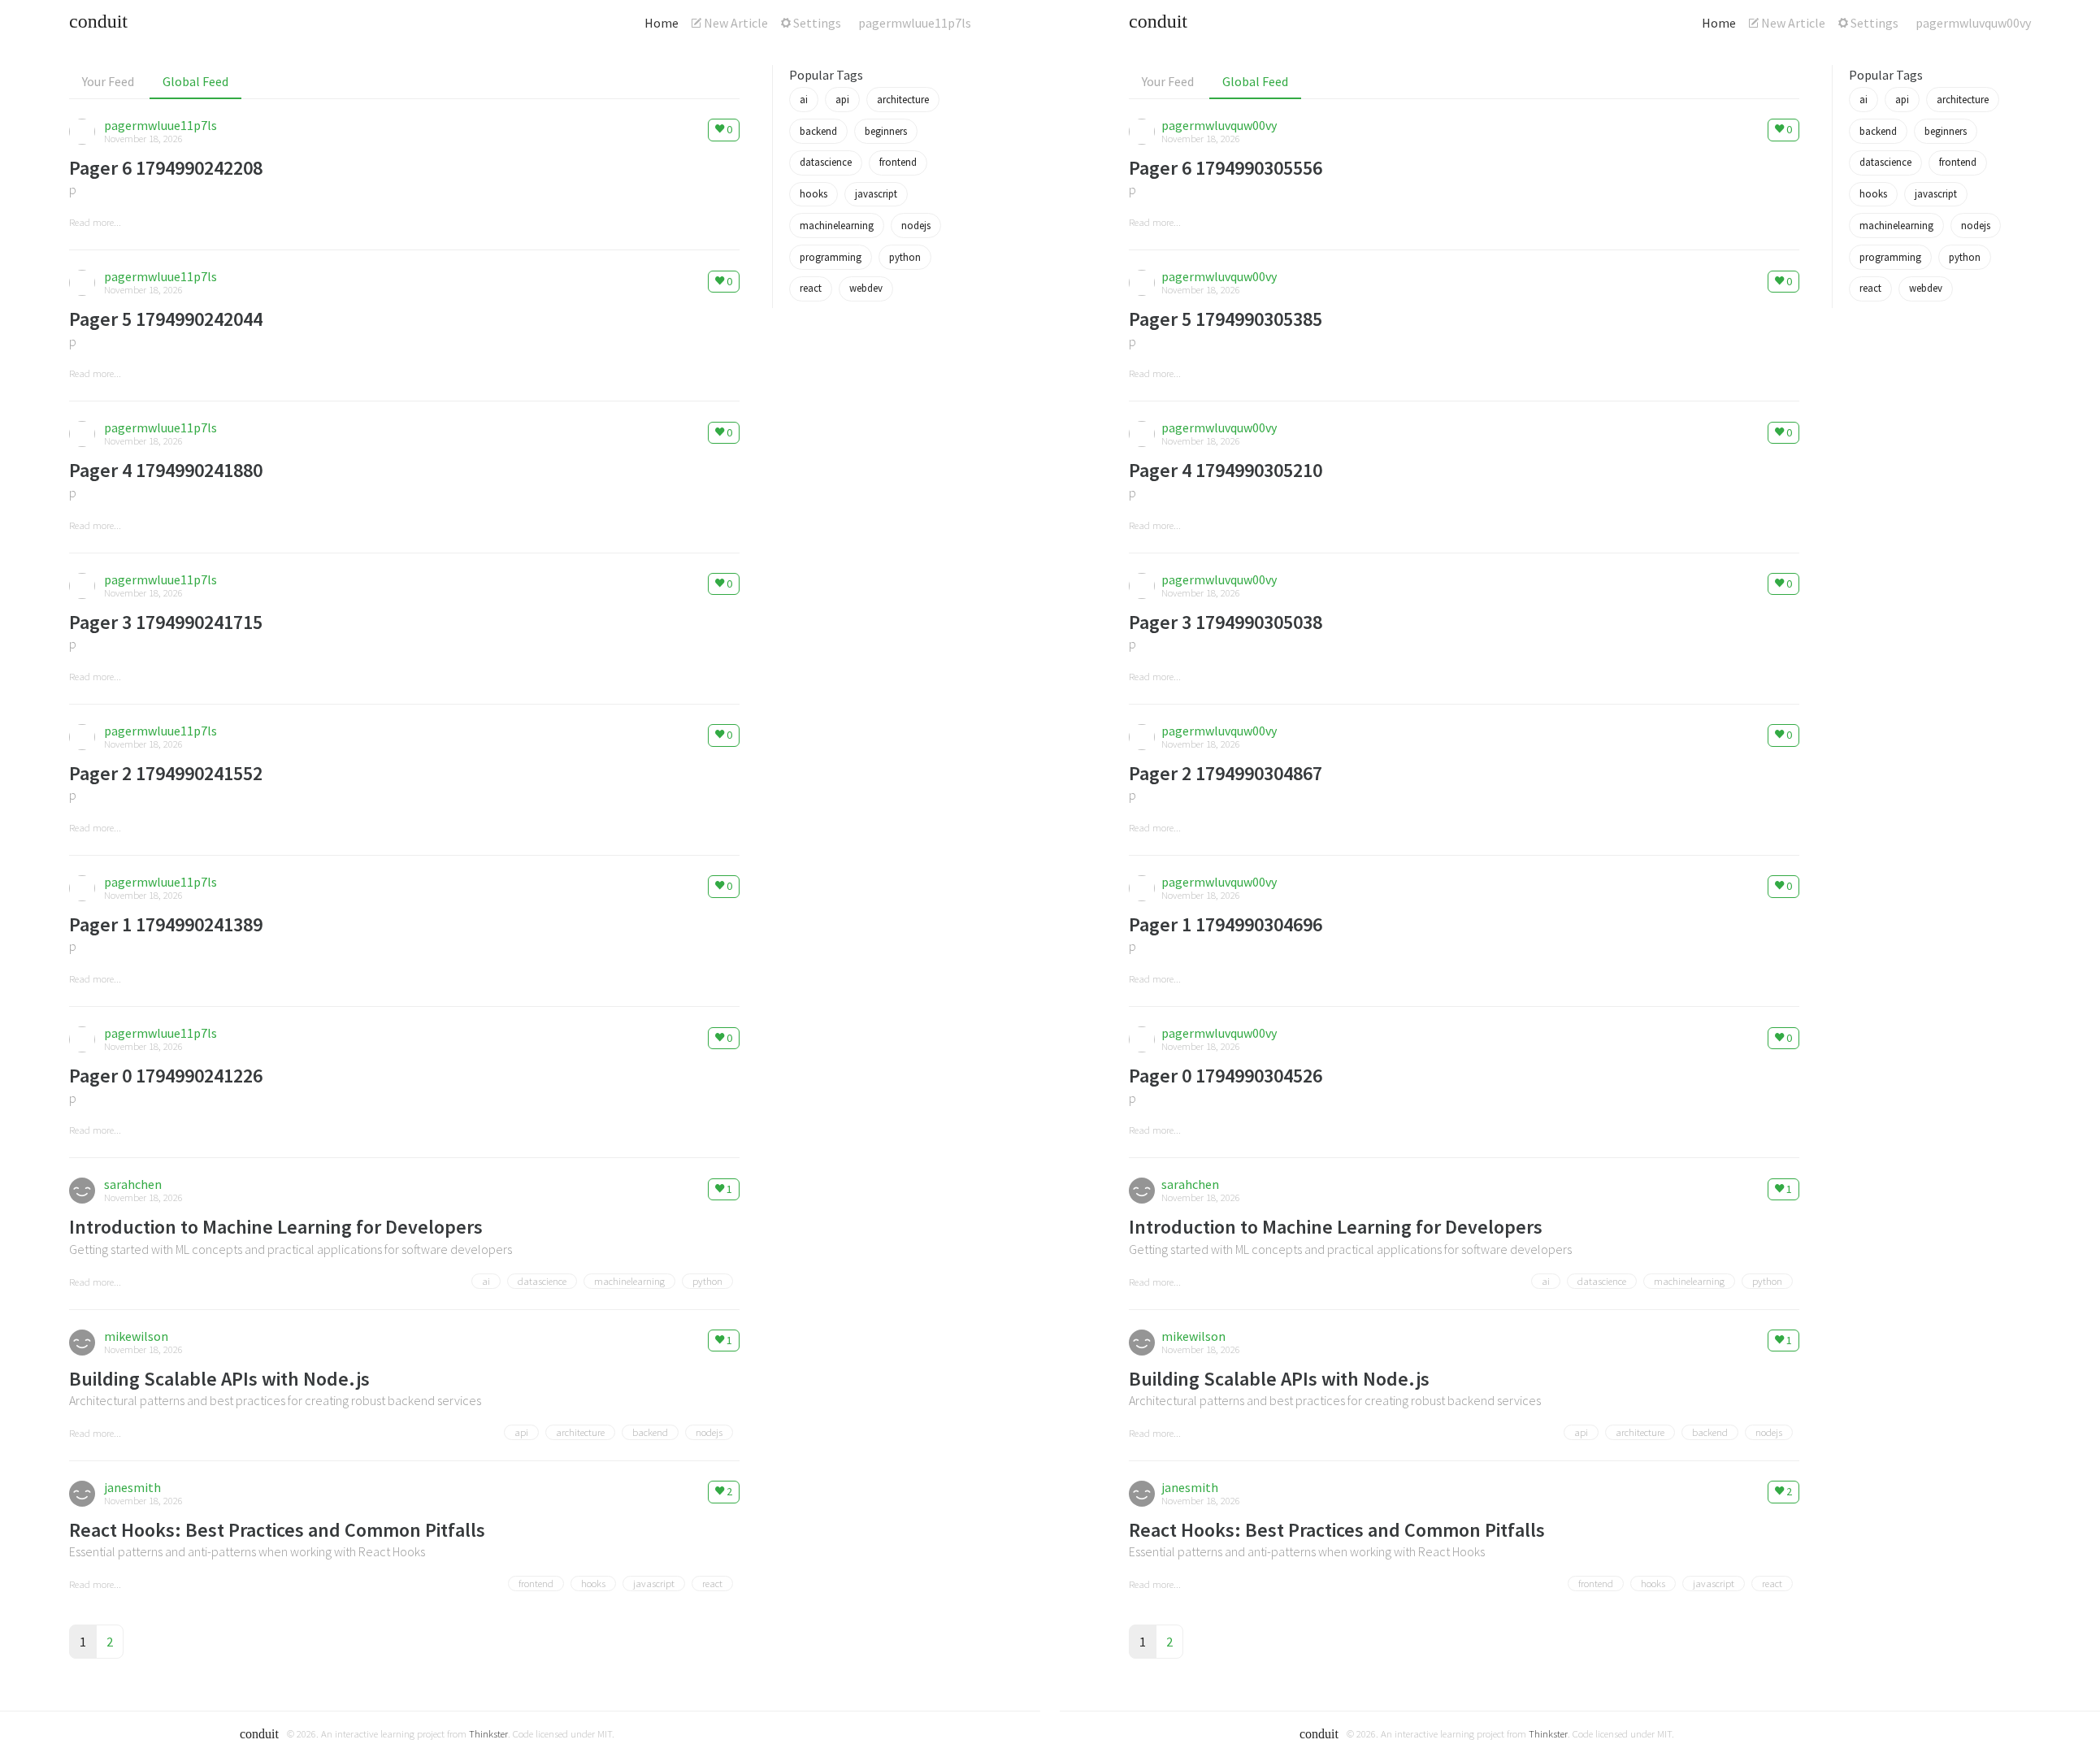 conduit
Home New Article Settings pagermwluue11p7ls
Your Feed Global Feed
pagermwluue11p7ls
November 18, 2026
0
Pager 6 1794990242208
p
Read more...
pagermwluue11p7ls
November 18, 2026
0
Pager 5 1794990242044
p
Read more...
pagermwluue11p7ls
November 18, 2026
0
Pager 4 1794990241880
p
Read more...
pagermwluue11p7ls
November 18, 2026
0
Pager 3 1794990241715
p
Read more...
pagermwluue11p7ls
November 18, 2026
0
Pager 2 1794990241552
p
Read more...
pagermwluue11p7ls
November 18, 2026
0
Pager 1 1794990241389
p
Read more...
pagermwluue11p7ls
November 18, 2026
0
Pager 0 1794990241226
p
Read more...
sarahchen
November 18, 2026
1
Introduction to Machine Learning for Developers
Getting started with ML concepts and practical applications for software developers
Read more... ai datascience machinelearning python
mikewilson
November 18, 2026
1
Building Scalable APIs with Node.js
Architectural patterns and best practices for creating robust backend services
Read more... api architecture backend nodejs
janesmith
November 18, 2026
2
React Hooks: Best Practices and Common Pitfalls
Essential patterns and anti-patterns when working with React Hooks
Read more... frontend hooks javascript react
1 2
Popular Tags
ai api architecture
backend beginners
datascience frontend
hooks javascript
machinelearning nodejs
programming python
react webdev
conduit © 2026. An interactive learning project from Thinkster. Code licensed under MIT.
conduit
Home New Article Settings pagermwluvquw00vy
Your Feed Global Feed
pagermwluvquw00vy
November 18, 2026
0
Pager 6 1794990305556
p
Read more...
pagermwluvquw00vy
November 18, 2026
0
Pager 5 1794990305385
p
Read more...
pagermwluvquw00vy
November 18, 2026
0
Pager 4 1794990305210
p
Read more...
pagermwluvquw00vy
November 18, 2026
0
Pager 3 1794990305038
p
Read more...
pagermwluvquw00vy
November 18, 2026
0
Pager 2 1794990304867
p
Read more...
pagermwluvquw00vy
November 18, 2026
0
Pager 1 1794990304696
p
Read more...
pagermwluvquw00vy
November 18, 2026
0
Pager 0 1794990304526
p
Read more...
sarahchen
November 18, 2026
1
Introduction to Machine Learning for Developers
Getting started with ML concepts and practical applications for software developers
Read more... ai datascience machinelearning python
mikewilson
November 18, 2026
1
Building Scalable APIs with Node.js
Architectural patterns and best practices for creating robust backend services
Read more... api architecture backend nodejs
janesmith
November 18, 2026
2
React Hooks: Best Practices and Common Pitfalls
Essential patterns and anti-patterns when working with React Hooks
Read more... frontend hooks javascript react
1 2
Popular Tags
ai api architecture
backend beginners
datascience frontend
hooks javascript
machinelearning nodejs
programming python
react webdev
conduit © 2026. An interactive learning project from Thinkster. Code licensed under MIT.